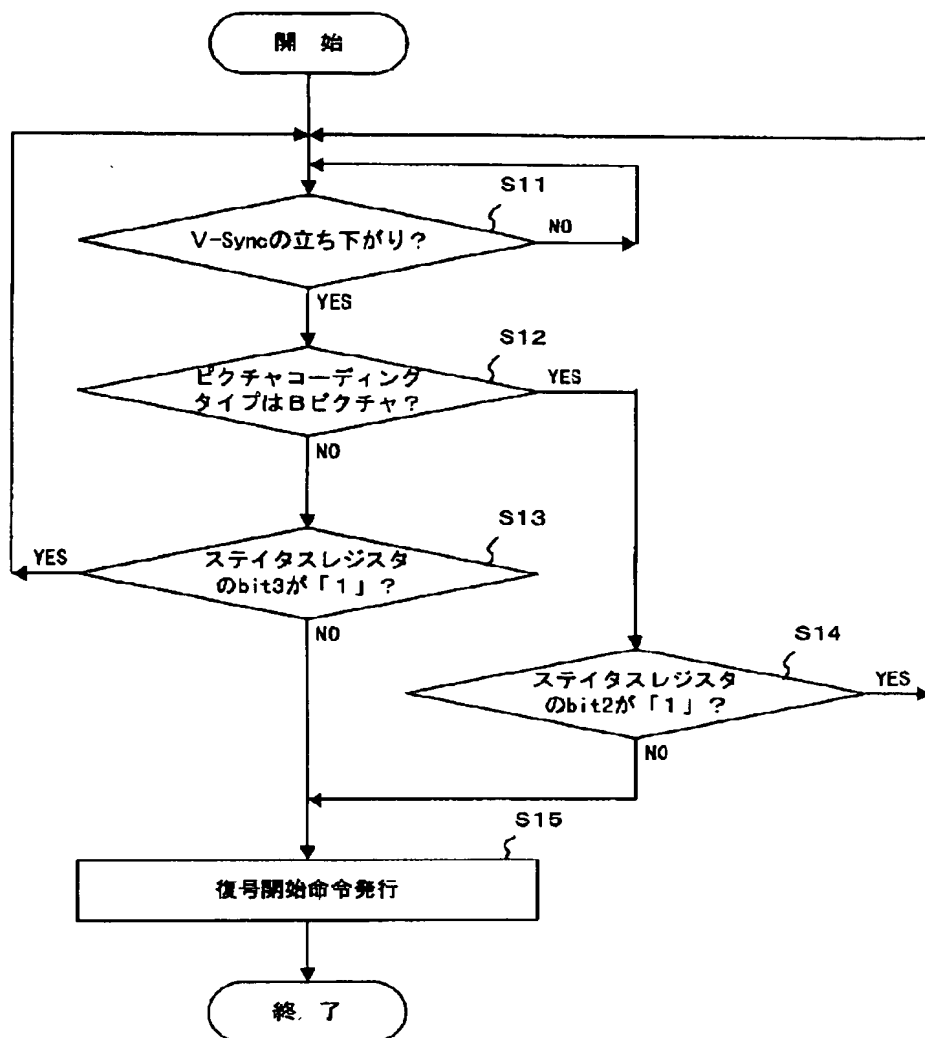 開 始
S11
V-Syncの立ち下がり？
NO
YES
S12
ピクチャコーディング
タイプはBピクチャ？
YES
NO
S13
ステイタスレジスタ
のbit3が「1」？
YES
NO
S14
ステイタスレジスタ
のbit2が「1」？
YES
NO
S15
復号開始命令発行
終 了